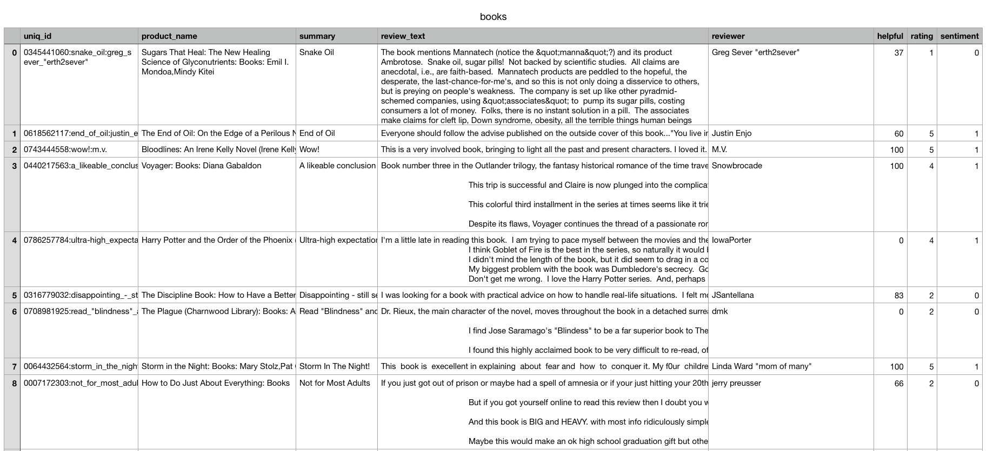 books
uniq_id product_name summary review_text reviewer helpful rating sentiment
0 0345441060:snake_oil:greg_s Sugars That Heal: The New Healing Snake Oil The book mentions Mannatech (notice the &quot;manna&quot;?) and its product Greg Sever "erth2sever" 37 1 0
ever_"erth2sever" Science of Glyconutrients: Books: Emil I. Ambrotose.  Snake oil, sugar pills!  Not backed by scientific studies.  All claims are
Mondoa,Mindy Kitei anecdotal, i.e., are faith-based.  Mannatech products are peddled to the hopeful, the
desperate, the last-chance-for-me's, and so this is not only doing a disservice to others,
but is preying on people's weakness.  The company is set up like other pyradmid-
schemed companies, using &quot;associates&quot; to  pump its sugar pills, costing
consumers a lot of money.  Folks, there is no instant solution in a pill.  The associates
make claims for cleft lip, Down syndrome, obesity, all the terrible things human beings
1 0618562117:end_of_oil:justin_e The End of Oil: On the Edge of a Perilous N End of Oil Everyone should follow the advise published on the outside cover of this book..."You live in Justin Enjo 60 5 1
2 0743444558:wow!:m.v. Bloodlines: An Irene Kelly Novel (Irene Kelly Wow! This is a very involved book, bringing to light all the past and present characters. I loved it. M.V. 100 5 1
3 0440217563:a_likeable_conclus Voyager: Books: Diana Gabaldon A likeable conclusion Book number three in the Outlander trilogy, the fantasy historical romance of the time trave Snowbrocade 100 4 1
This trip is successful and Claire is now plunged into the complica
This colorful third installment in the series at times seems like it trie
Despite its flaws, Voyager continues the thread of a passionate ror
4 0786257784:ultra-high_expecta Harry Potter and the Order of the Phoenix ( Ultra-high expectation I'm a little late in reading this book.  I am trying to pace myself between the movies and the IowaPorter 0 4 1
I think Goblet of Fire is the best in the series, so naturally it would b
I didn't mind the length of the book, but it did seem to drag in a co
My biggest problem with the book was Dumbledore's secrecy.  Go
Don't get me wrong.  I love the Harry Potter series.  And, perhaps
5 0316779032:disappointing_-_st The Discipline Book: How to Have a Better Disappointing - still se I was looking for a book with practical advice on how to handle real-life situations.  I felt mo JSantellana 83 2 0
6 0708981925:read_"blindness"_a The Plague (Charnwood Library): Books: A Read "Blindness" and Dr. Rieux, the main character of the novel, moves throughout the book in a detached surrea dmk 0 2 0
I find Jose Saramago's "Blindess" to be a far superior book to The
I found this highly acclaimed book to be very difficult to re-read, of
7 0064432564:storm_in_the_night Storm in the Night: Books: Mary Stolz,Pat Storm In The Night! This  book is  execellent in explaining  about  fear and  how  to  conquer it. My f0ur  childre Linda Ward "mom of many" 100 5 1
8 0007172303:not_for_most_adul How to Do Just About Everything: Books Not for Most Adults If you just got out of prison or maybe had a spell of amnesia or if your just hitting your 20th jerry preusser 66 2 0
But if you got yourself online to read this review then I doubt you w
And this book is BIG and HEAVY. with most info ridiculously simple
Maybe this would make an ok high school graduation gift but othe